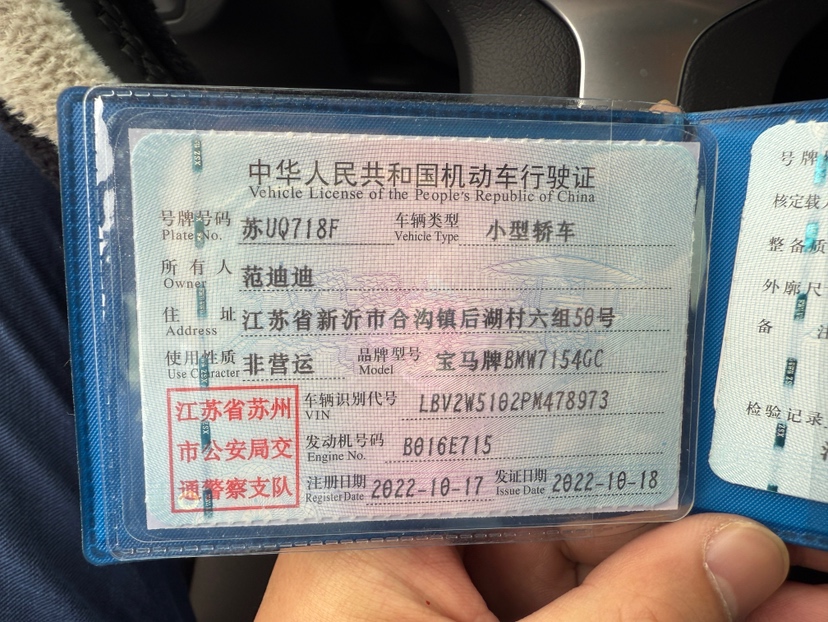 中华人民共和国机动车行驶证
Vehicle License of the People's Republic of China
号牌号码 苏UQ718F 车辆类型 小型轿车
Plate No. Vehicle Type
所有人 范迪迪
Owner
住址 江苏省新沂市合沟镇后湖村六组50号
Address
使用性质 非营运 品牌型号 宝马牌BMW7154GC
Use Character Model
江苏省苏州
市公安局交
通警察支队
车辆识别代号 LBV2W5102PM478973
VIN
发动机号码 B016E715
Engine No.
注册日期 2022-10-17 发证日期 2022-10-18
Register Date Issue Date
号牌
核定载
整备质
外廓尺
备
检验记录